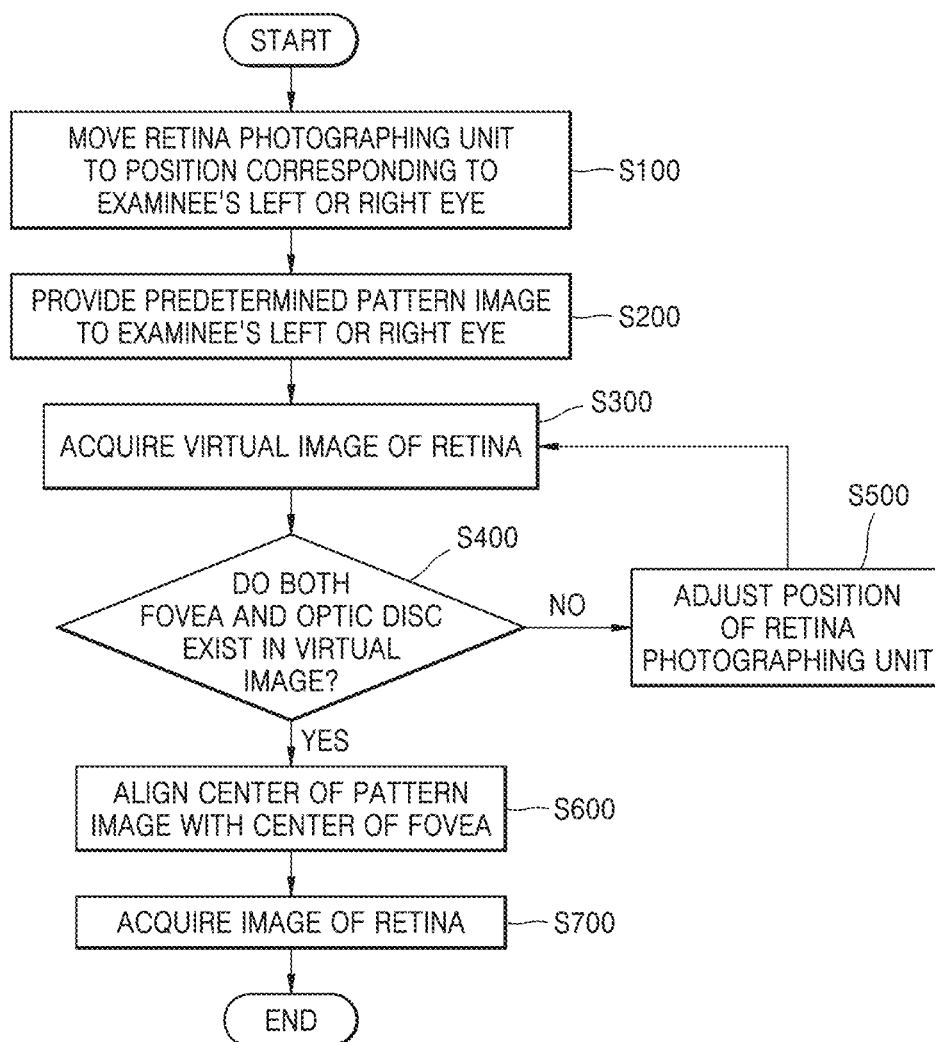 START
MOVE RETINA PHOTOGRAPHING UNIT
TO POSITION CORRESPONDING TO
EXAMINEE'S LEFT OR RIGHT EYE
S100
PROVIDE PREDETERMINED PATTERN IMAGE
TO EXAMINEE'S LEFT OR RIGHT EYE
S200
ACQUIRE VIRTUAL IMAGE OF RETINA
S300
DO BOTH
FOVEA AND OPTIC DISC
EXIST IN VIRTUAL
IMAGE?
S400
NO
ADJUST POSITION
OF RETINA
PHOTOGRAPHING UNIT
S500
YES
ALIGN CENTER OF PATTERN
IMAGE WITH CENTER OF FOVEA
S600
ACQUIRE IMAGE OF RETINA
S700
END